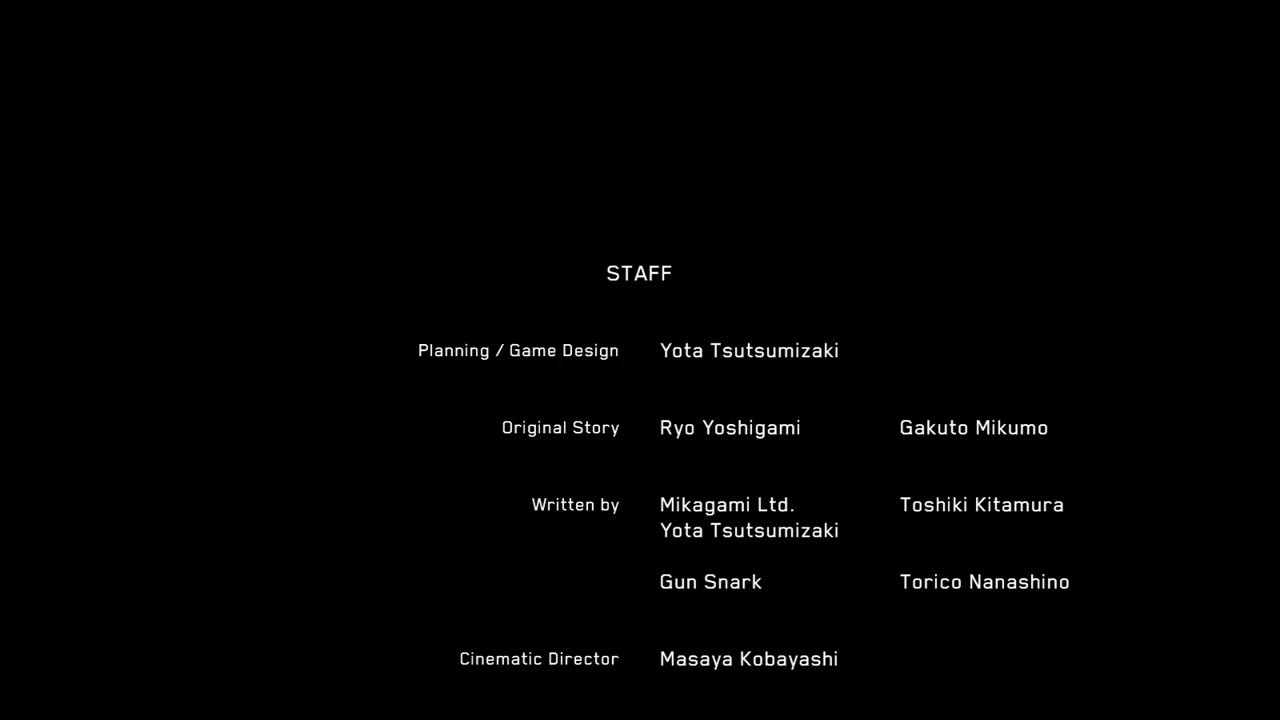 STAFF
Planning / Game Design Yota Tsutsumizaki
Original Story Ryo Yoshigami Gakuto Mikumo
Written by Mikagami Ltd. Toshiki Kitamura
Yota Tsutsumizaki
Gun Snark Torico Nanashino
Cinematic Director Masaya Kobayashi